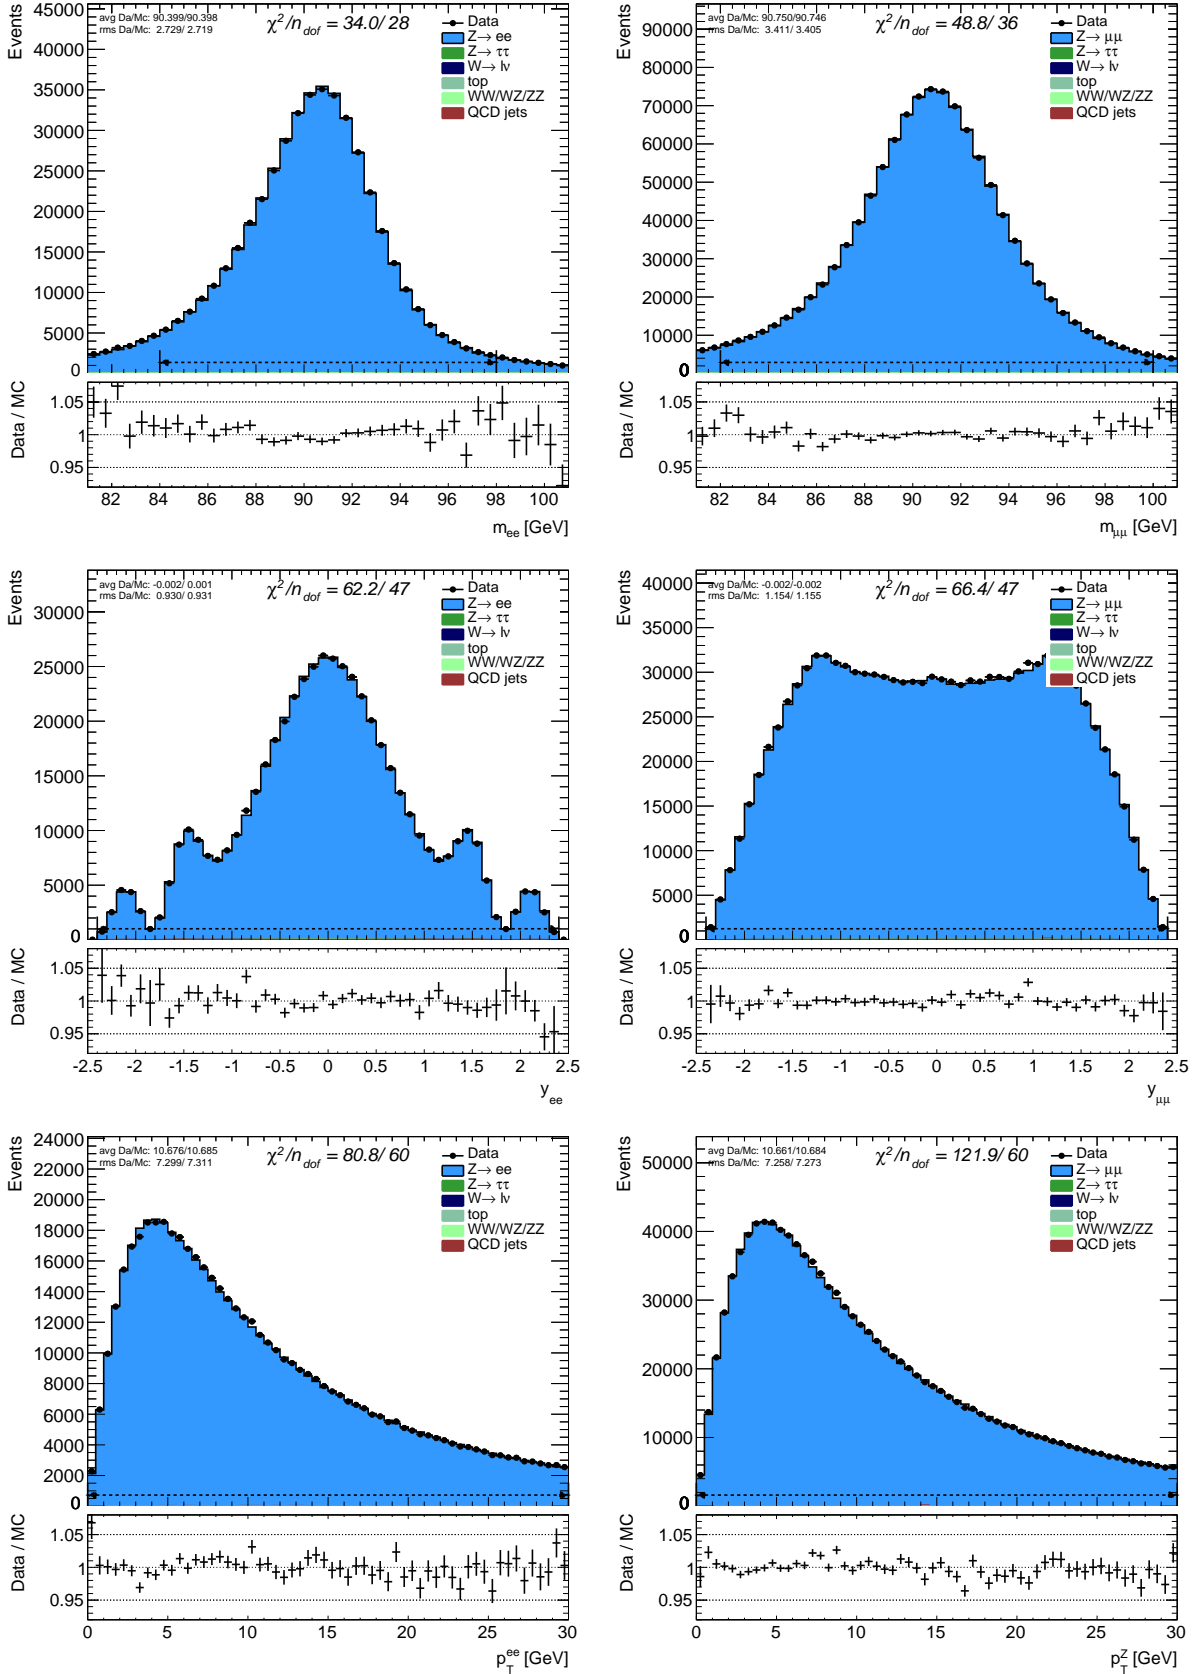 avg Da/Mc: 90.399/90.398
rms Da/Mc: 2.729/ 2.719
χ²/n_dof = 34.0/ 28
Events
45000
40000
35000
30000
25000
20000
15000
10000
5000
0
Data
Z→ ee
Z→ ττ
W→ lν
top
WW/WZ/ZZ
QCD jets
Data / MC
1.05
1
0.95
82 84 86 88 90 92 94 96 98 100
m_ee [GeV]
avg Da/Mc: 90.750/90.746
rms Da/Mc: 3.411/ 3.405
χ²/n_dof = 48.8/ 36
Events
90000
80000
70000
60000
50000
40000
30000
20000
10000
0
Data
Z→ μμ
Z→ ττ
W→ lν
top
WW/WZ/ZZ
QCD jets
Data / MC
1.05
1
0.95
82 84 86 88 90 92 94 96 98 100
m_μμ [GeV]
avg Da/Mc: -0.002/ 0.001
rms Da/Mc: 0.930/ 0.931
χ²/n_dof = 62.2/ 47
Events
30000
25000
20000
15000
10000
5000
0
Data
Z→ ee
Z→ ττ
W→ lν
top
WW/WZ/ZZ
QCD jets
Data / MC
1.05
1
0.95
-2.5 -2 -1.5 -1 -0.5 0 0.5 1 1.5 2 2.5
y_ee
avg Da/Mc: -0.002/-0.002
rms Da/Mc: 1.154/ 1.155
χ²/n_dof = 66.4/ 47
Events
40000
35000
30000
25000
20000
15000
10000
5000
0
Data
Z→ μμ
Z→ ττ
W→ lν
top
WW/WZ/ZZ
QCD jets
Data / MC
1.05
1
0.95
-2.5 -2 -1.5 -1 -0.5 0 0.5 1 1.5 2 2.5
y_μμ
avg Da/Mc: 10.676/10.685
rms Da/Mc: 7.299/ 7.311
χ²/n_dof = 80.8/ 60
Events
24000
22000
20000
18000
16000
14000
12000
10000
8000
6000
4000
2000
0
Data
Z→ ee
Z→ ττ
W→ lν
top
WW/WZ/ZZ
QCD jets
Data / MC
1.05
1
0.95
0 5 10 15 20 25 30
p_T^ee [GeV]
avg Da/Mc: 10.661/10.684
rms Da/Mc: 7.258/ 7.273
χ²/n_dof = 121.9/ 60
Events
50000
40000
30000
20000
10000
0
Data
Z→ μμ
Z→ ττ
W→ lν
top
WW/WZ/ZZ
QCD jets
Data / MC
1.05
1
0.95
0 5 10 15 20 25 30
p_T^Z [GeV]